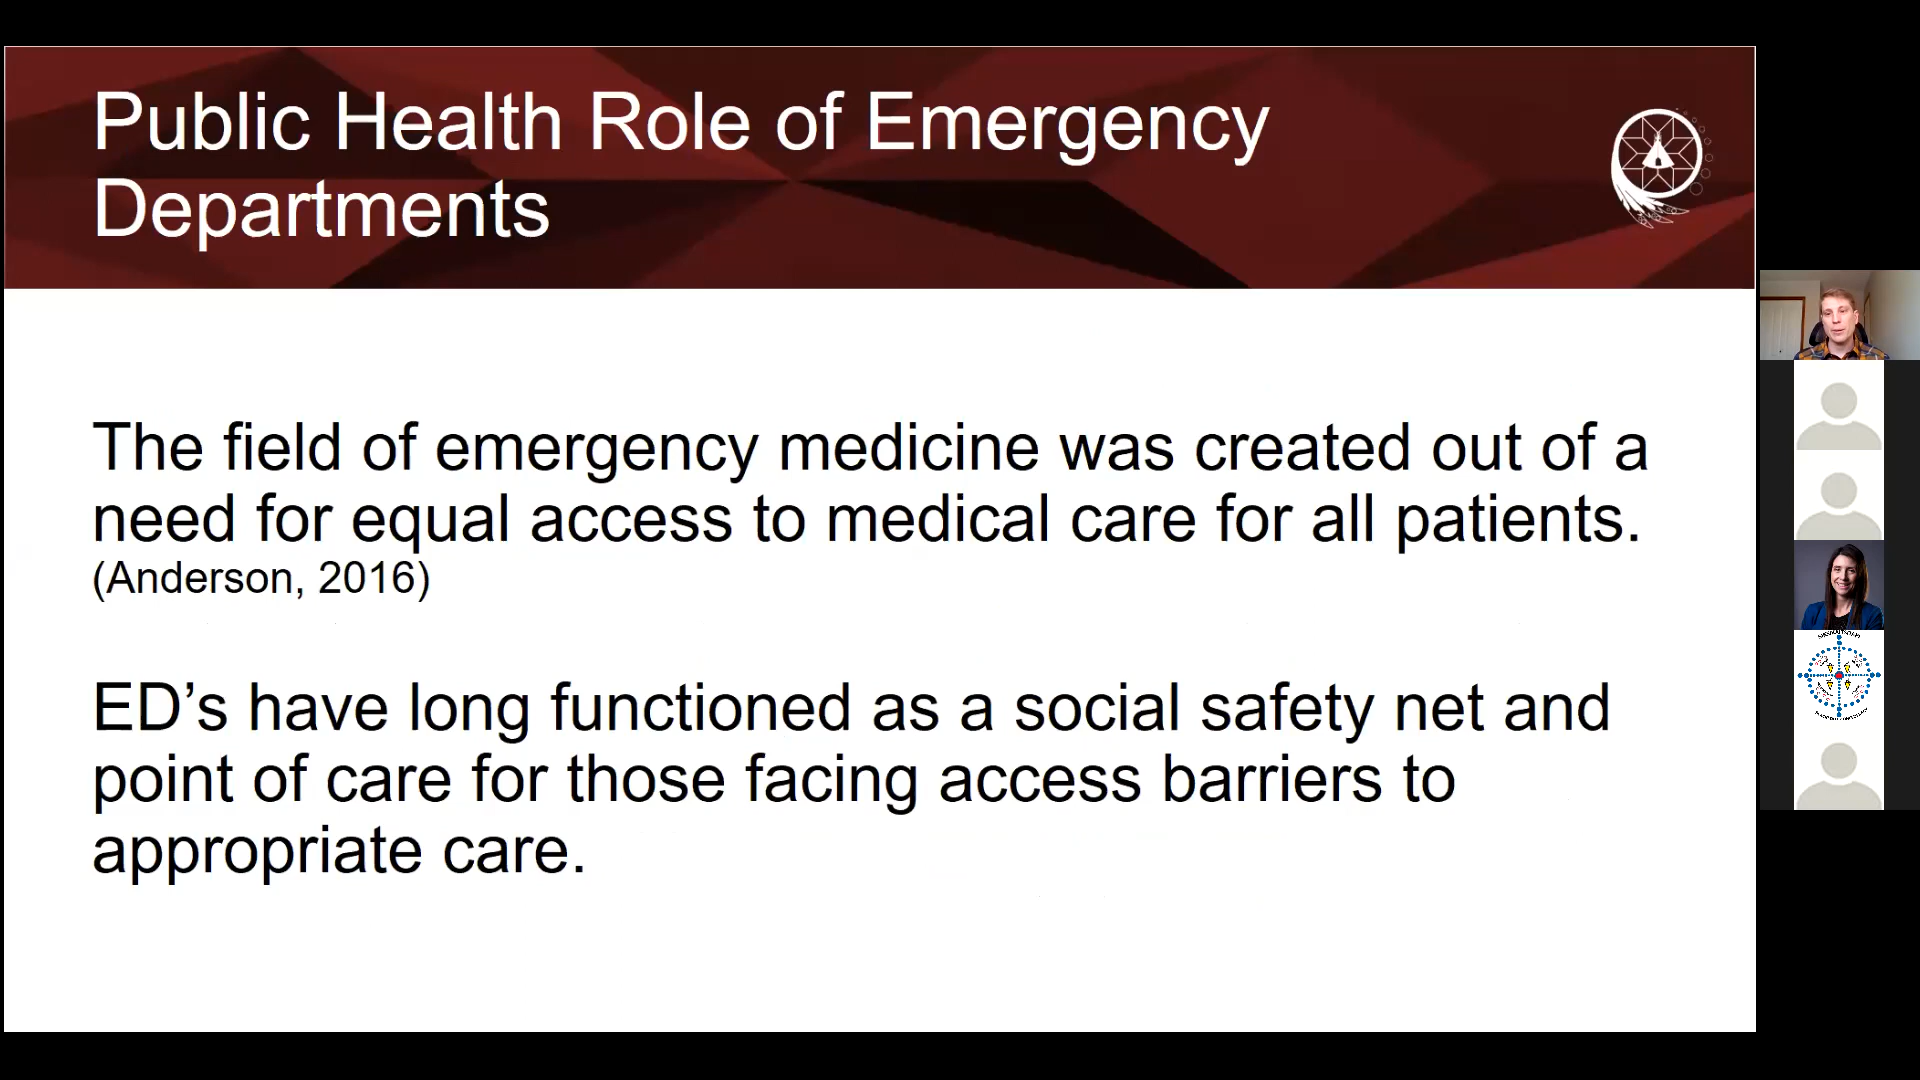 Public Health Role of Emergency
Departments
The field of emergency medicine was created out of a
need for equal access to medical care for all patients.
(Anderson, 2016)
ED’s have long functioned as a social safety net and
point of care for those facing access barriers to
appropriate care.